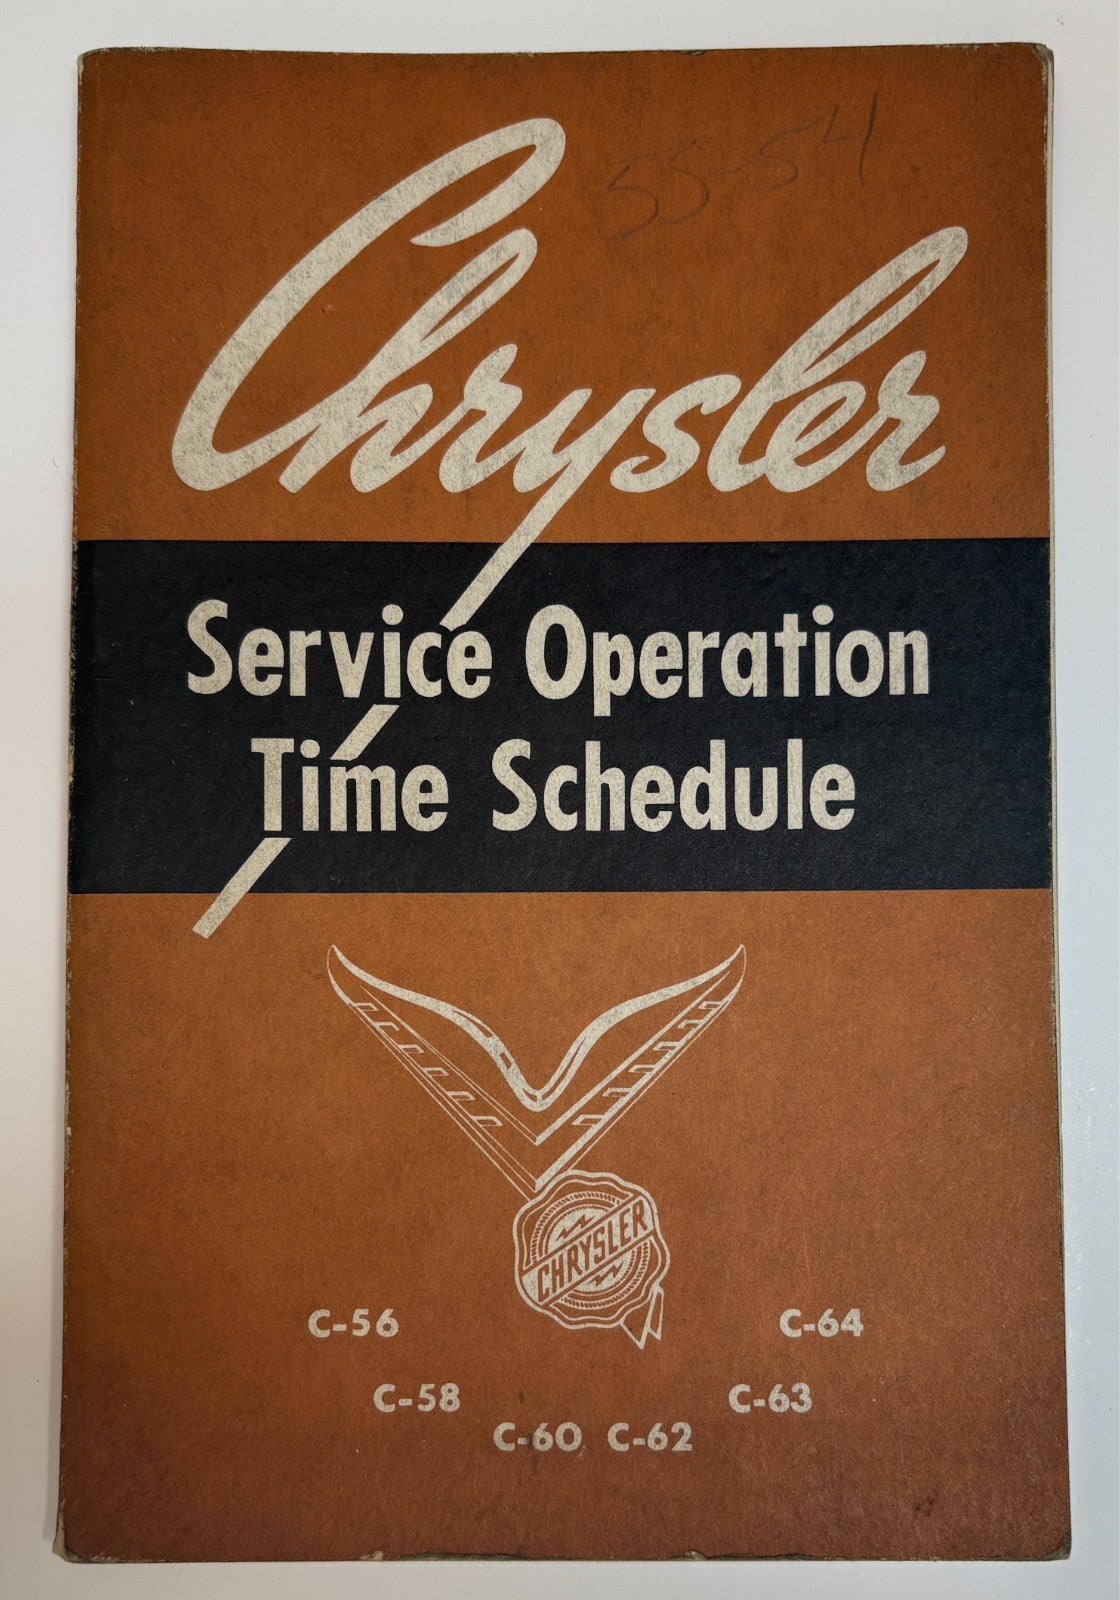 53-54
Chrysler
Service Operation
Time Schedule
CHRYSLER
C-56
C-64
C-58
C-63
C-60 C-62